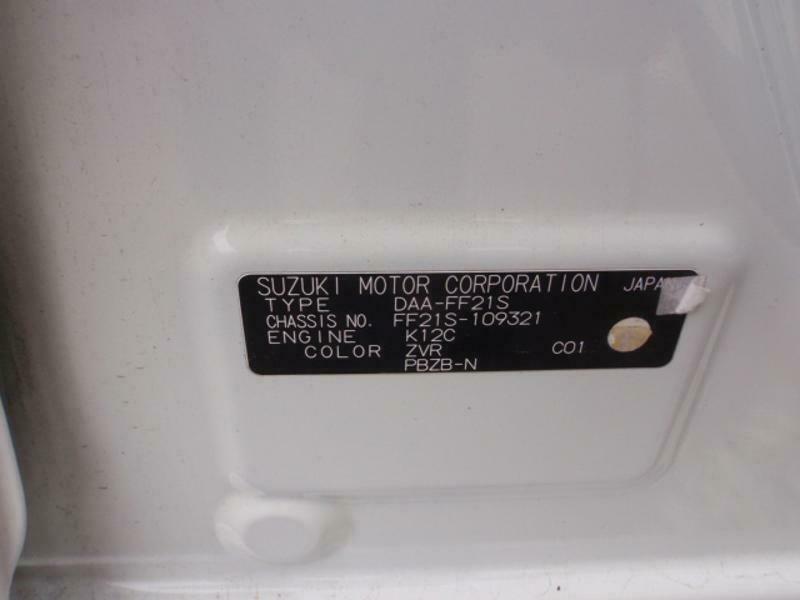 SUZUKI MOTOR CORPORATION JAPAN
TYPE DAA-FF21S
CHASSIS NO. FF21S-109321
ENGINE K12C
COLOR ZVR C01
PBZB-N